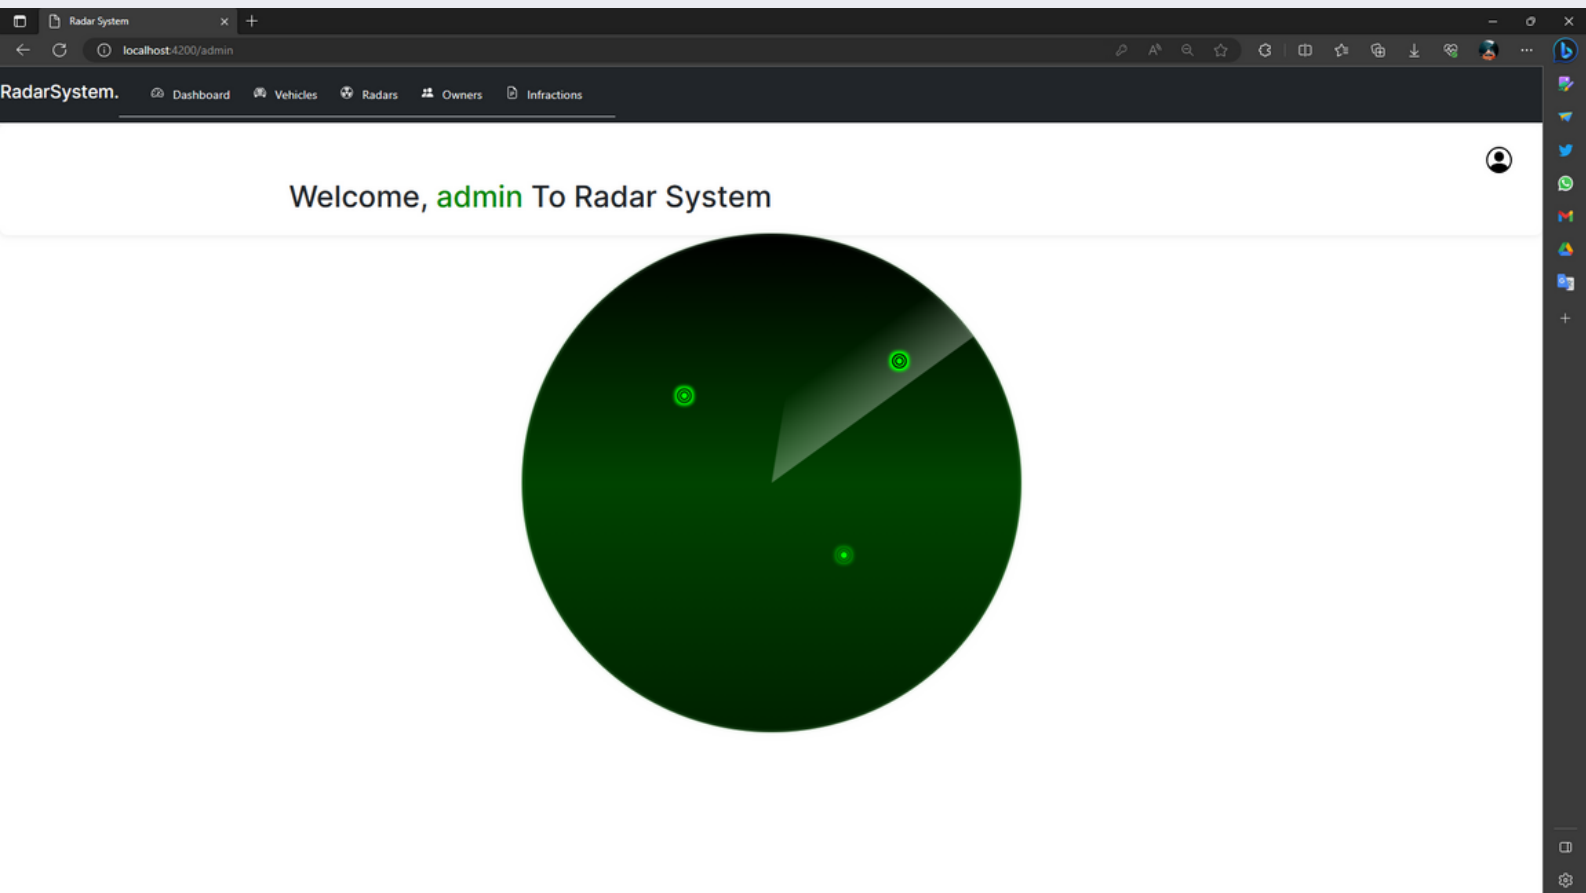 Radar System
localhost:4200/admin
RadarSystem. Dashboard Vehicles Radars Owners Infractions
Welcome, admin To Radar System